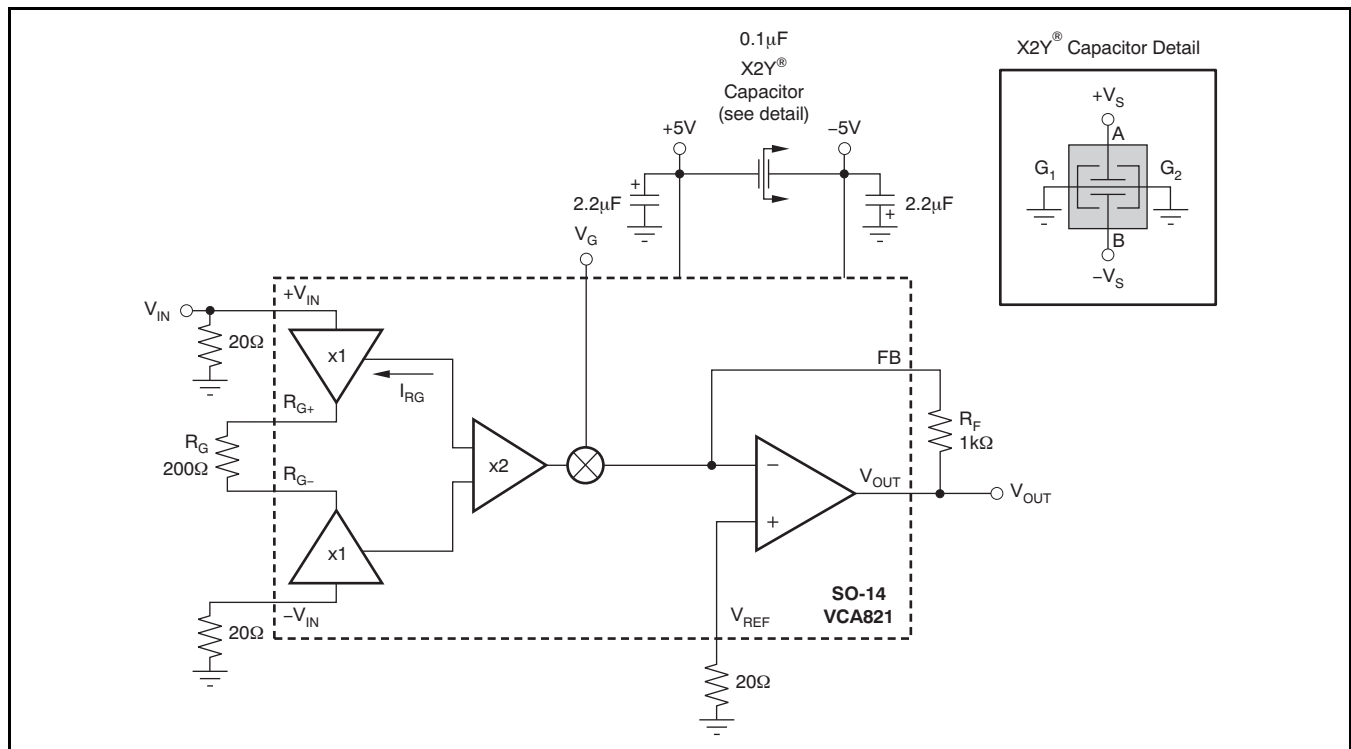 0.1μF
X2Y®
Capacitor
(see detail)
X2Y® Capacitor Detail
+5V
−5V
+
2.2μF
2.2μF
+
+VS
A
G1
G2
B
−VS
VG
+VIN
VIN
20Ω
x1
IRG
FB
RG+
RG
200Ω
RG−
RF
1kΩ
x2
−
VOUT
VOUT
+
x1
SO-14
VCA821
−VIN
20Ω
VREF
20Ω